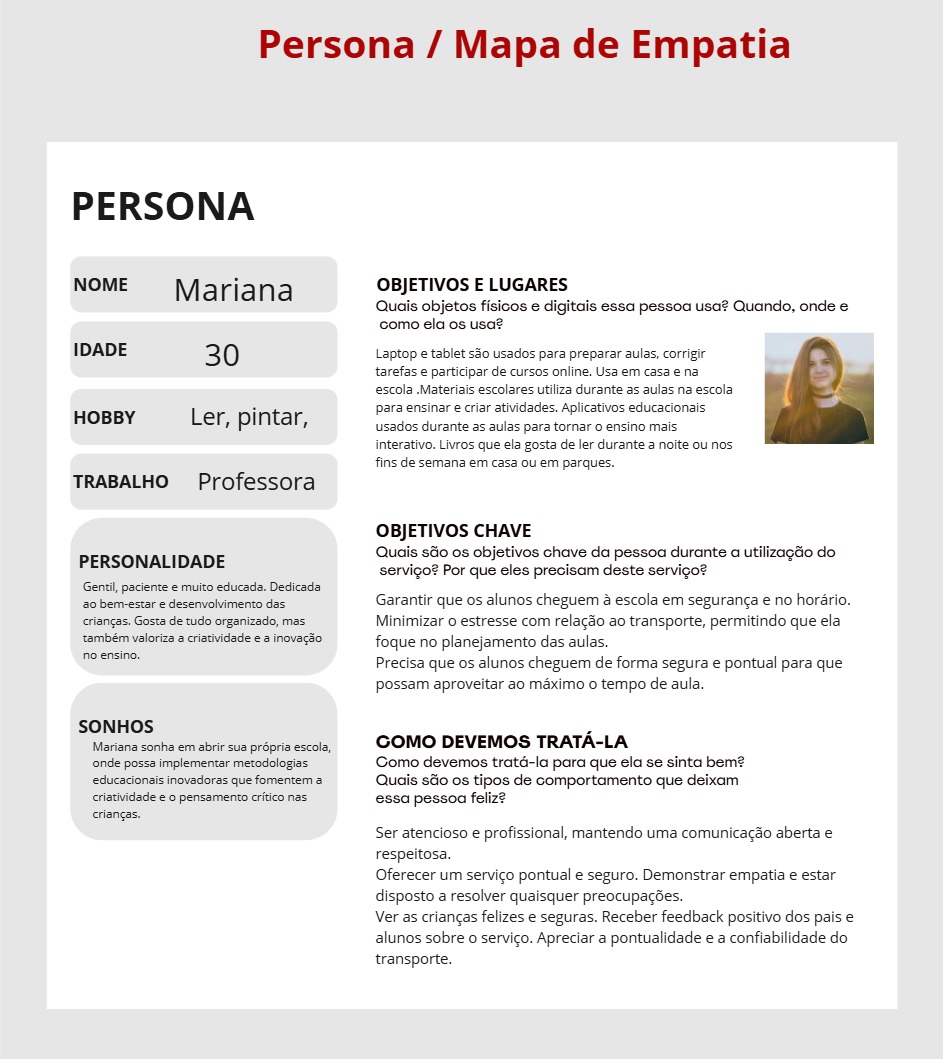 Persona / Mapa de Empatia
PERSONA
NOME Mariana
IDADE 30
HOBBY Ler, pintar,
TRABALHO Professora
PERSONALIDADE
Gentil, paciente e muito educada. Dedicada
ao bem-estar e desenvolvimento das
crianças. Gosta de tudo organizado, mas
também valoriza a criatividade e a inovação
no ensino.
SONHOS
Mariana sonha em abrir sua própria escola,
onde possa implementar metodologias
educacionais inovadoras que fomentem a
criatividade e o pensamento crítico nas
crianças.
OBJETIVOS E LUGARES
Quais objetos físicos e digitais essa pessoa usa? Quando, onde e
como ela os usa?
Laptop e tablet são usados para preparar aulas, corrigir
tarefas e participar de cursos online. Usa em casa e na
escola .Materiais escolares utiliza durante as aulas na escola
para ensinar e criar atividades. Aplicativos educacionais
usados durante as aulas para tornar o ensino mais
interativo. Livros que ela gosta de ler durante a noite ou nos
fins de semana em casa ou em parques.
OBJETIVOS CHAVE
Quais são os objetivos chave da pessoa durante a utilização do
serviço? Por que eles precisam deste serviço?
Garantir que os alunos cheguem à escola em segurança e no horário.
Minimizar o estresse com relação ao transporte, permitindo que ela
foque no planejamento das aulas.
Precisa que os alunos cheguem de forma segura e pontual para que
possam aproveitar ao máximo o tempo de aula.
COMO DEVEMOS TRATÁ-LA
Como devemos tratá-la para que ela se sinta bem?
Quais são os tipos de comportamento que deixam
essa pessoa feliz?
Ser atencioso e profissional, mantendo uma comunicação aberta e
respeitosa.
Oferecer um serviço pontual e seguro. Demonstrar empatia e estar
disposto a resolver quaisquer preocupações.
Ver as crianças felizes e seguras. Receber feedback positivo dos pais e
alunos sobre o serviço. Apreciar a pontualidade e a confiabilidade do
transporte.